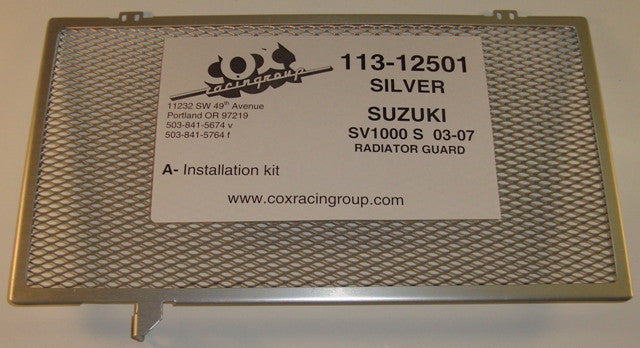 COX
racingroup
11232 SW 49th Avenue
Portland OR 97219
503-841-5674 v
503-841-5764 f
113-12501
SILVER
SUZUKI
SV1000 S 03-07
RADIATOR GUARD
A- Installation kit
www.coxracingroup.com